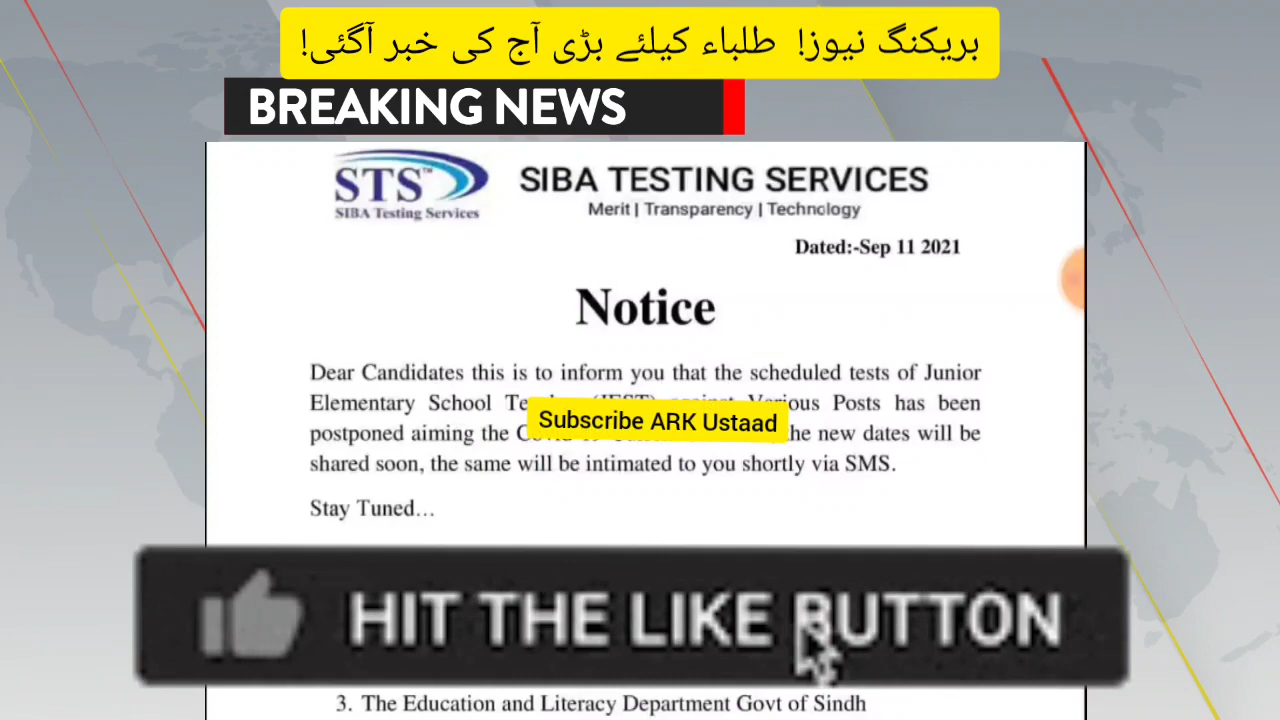 بریکنگ نیوز!  طلباء کیلئے بڑی آج کی خبر آگئی!
BREAKING NEWS
STS™
SIBA Testing Services
SIBA TESTING SERVICES
Merit | Transparency | Technology
Dated:-Sep 11 2021
Notice
Dear Candidates this is to inform you that the scheduled tests of Junior
Elementary School (JEST) against Various Posts has been
Subscribe ARK Ustaad
postponed aiming the the new dates will be
shared soon, the same will be intimated to you shortly via SMS.
Stay Tuned…
HIT THE LIKE BUTTON
3. The Education and Literacy Department Govt of Sindh